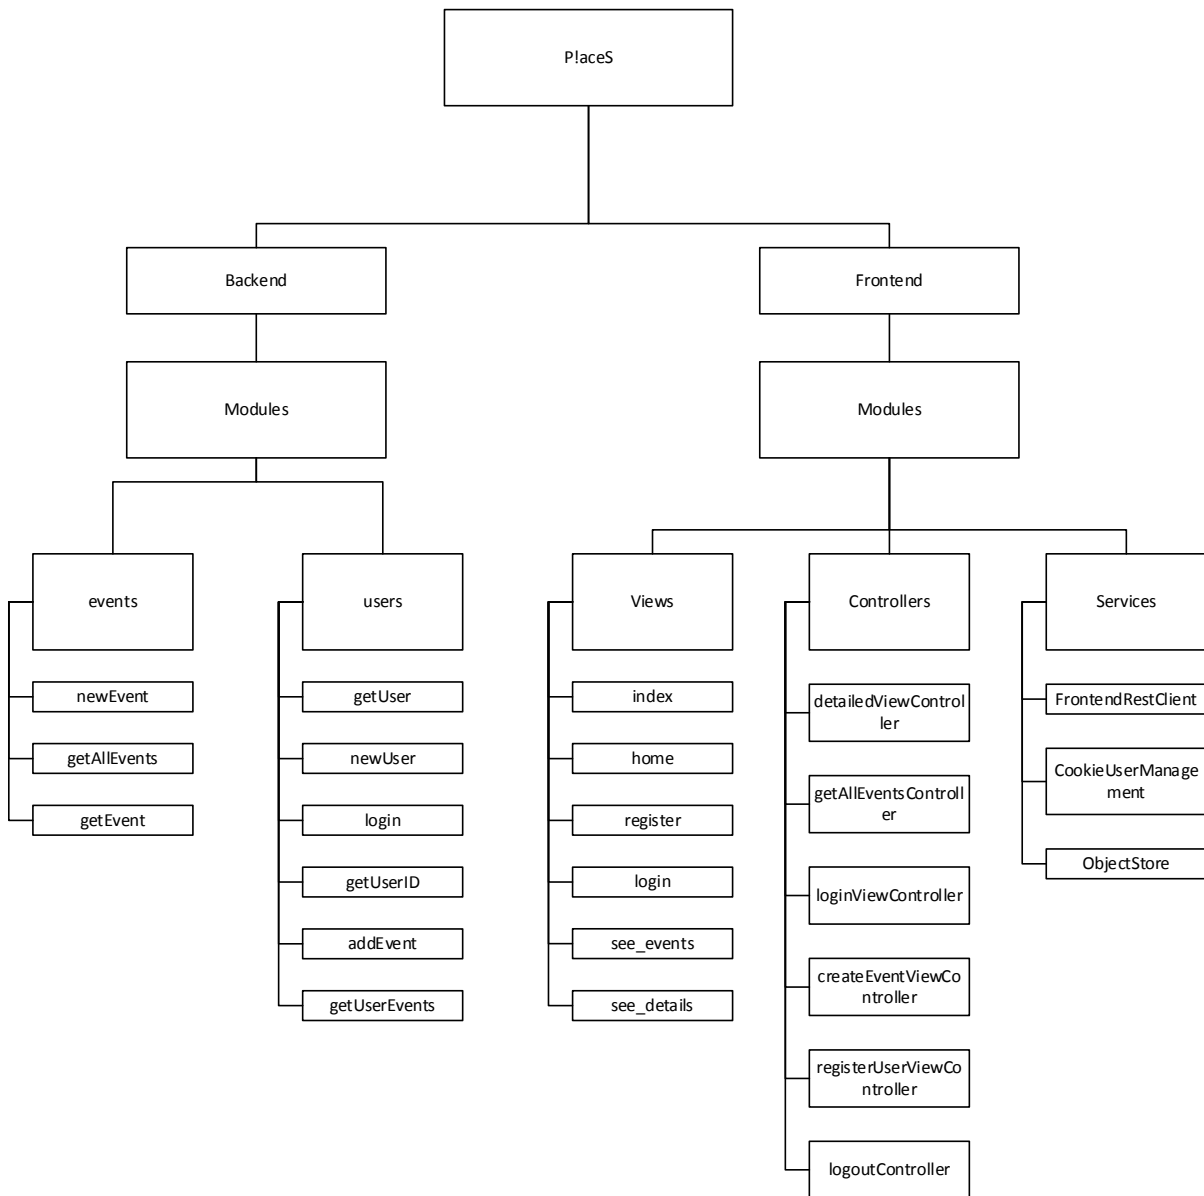 P!aceS
Backend
Frontend
Modules
Modules
events
users
Views
Controllers
Services
newEvent
getAllEvents
getEvent
getUser
newUser
login
getUserID
addEvent
getUserEvents
index
home
register
login
see_events
see_details
detailedViewControl
ler
getAllEventsControll
er
loginViewController
createEventViewCo
ntroller
registerUserViewCo
ntroller
logoutController
FrontendRestClient
CookieUserManage
ment
ObjectStore